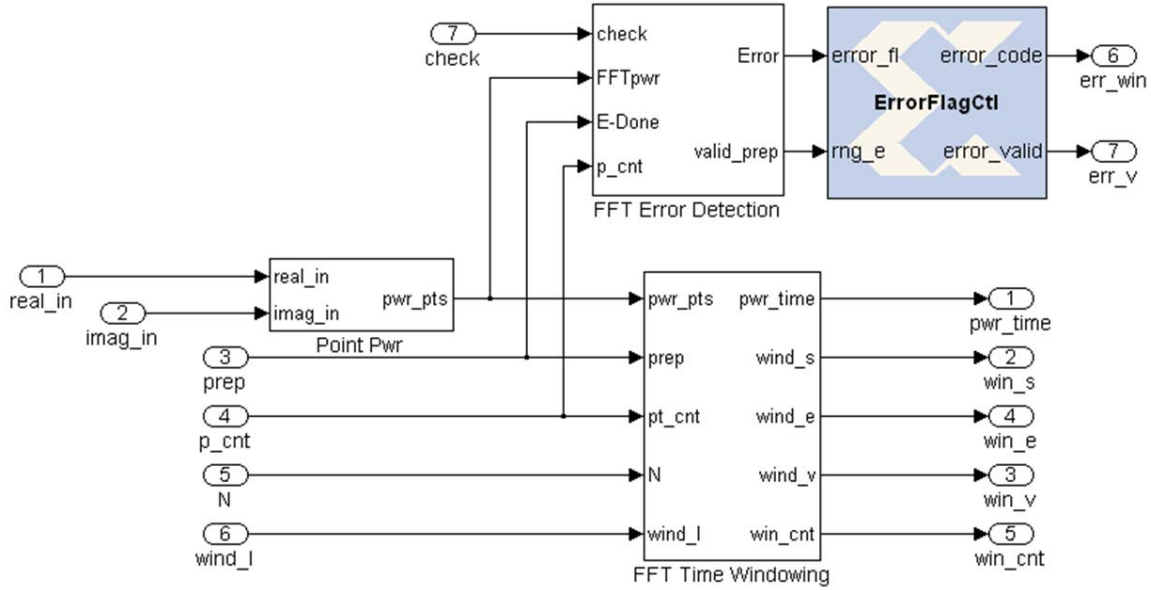 7
check
check
FFTpwr
E-Done
p_cnt
Error
valid_prep
FFT Error Detection
error_fl
rng_e
ErrorFlagCtl
error_code
error_valid
6
err_win
7
err_v
1
real_in
2
imag_in
real_in
imag_in
pwr_pts
Point Pwr
3
prep
4
p_cnt
5
N
6
wind_l
pwr_pts
prep
pt_cnt
N
wind_l
pwr_time
wind_s
wind_e
wind_v
win_cnt
FFT Time Windowing
1
pwr_time
2
win_s
4
win_e
3
win_v
5
win_cnt